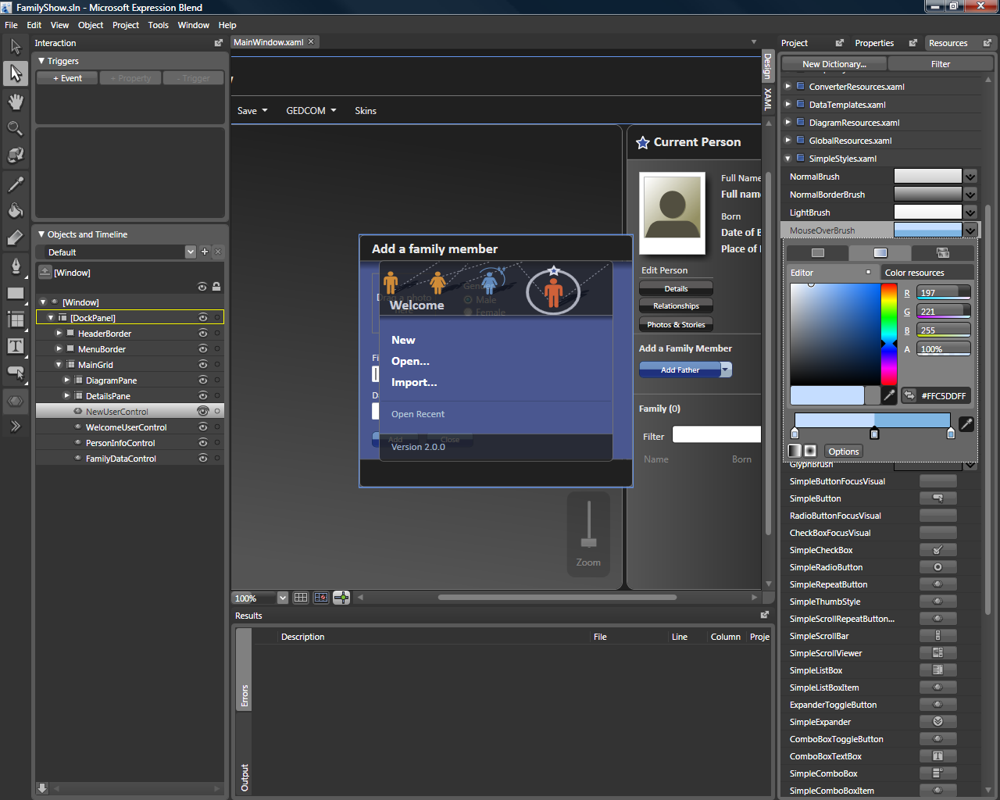 FamilyShow.sln - Microsoft Expression Blend
File Edit View Object Project Tools Window Help
Interaction
Triggers
+ Event + Property - Trigger
Objects and Timeline
Default
[Window]
[Window]
[DockPanel]
HeaderBorder
MenuBorder
MainGrid
DiagramPane
DetailsPane
NewUserControl
WelcomeUserControl
PersonInfoControl
FamilyDataControl
MainWindow.xaml
Design
XAML
Save GEDCOM Skins
Current Person
Full Name
Full nam
Born
Date of B
Place of
Edit Person
Details
Relationships
Photos & Stories
Add a Family Member
Add Father
Family (0)
Filter
Name Born
Add a family member
Drag a photo
here
Gen
Male
Female
Welcome
New
Open...
Import...
Open Recent
Fi
Da
Add Close
Version 2.0.0
Zoom
100%
Results
Errors
Output
Description File Line Column Proje
Project Properties Resources
New Dictionary... Filter
ConverterResources.xaml
DataTemplates.xaml
DiagramResources.xaml
GlobalResources.xaml
SimpleStyles.xaml
NormalBrush
NormalBorderBrush
LightBrush
MouseOverBrush
Editor Color resources
R 197
G 221
B 255
A 100%
#FFC5DDFF
Options
GlyphBrush
SimpleButtonFocusVisual
SimpleButton
RadioButtonFocusVisual
CheckBoxFocusVisual
SimpleCheckBox
SimpleRadioButton
SimpleRepeatButton
SimpleThumbStyle
SimpleScrollRepeatButton...
SimpleScrollBar
SimpleScrollViewer
SimpleListBox
SimpleListBoxItem
ExpanderToggleButton
SimpleExpander
ComboBoxToggleButton
ComboBoxTextBox
SimpleComboBox
SimpleComboBoxItem